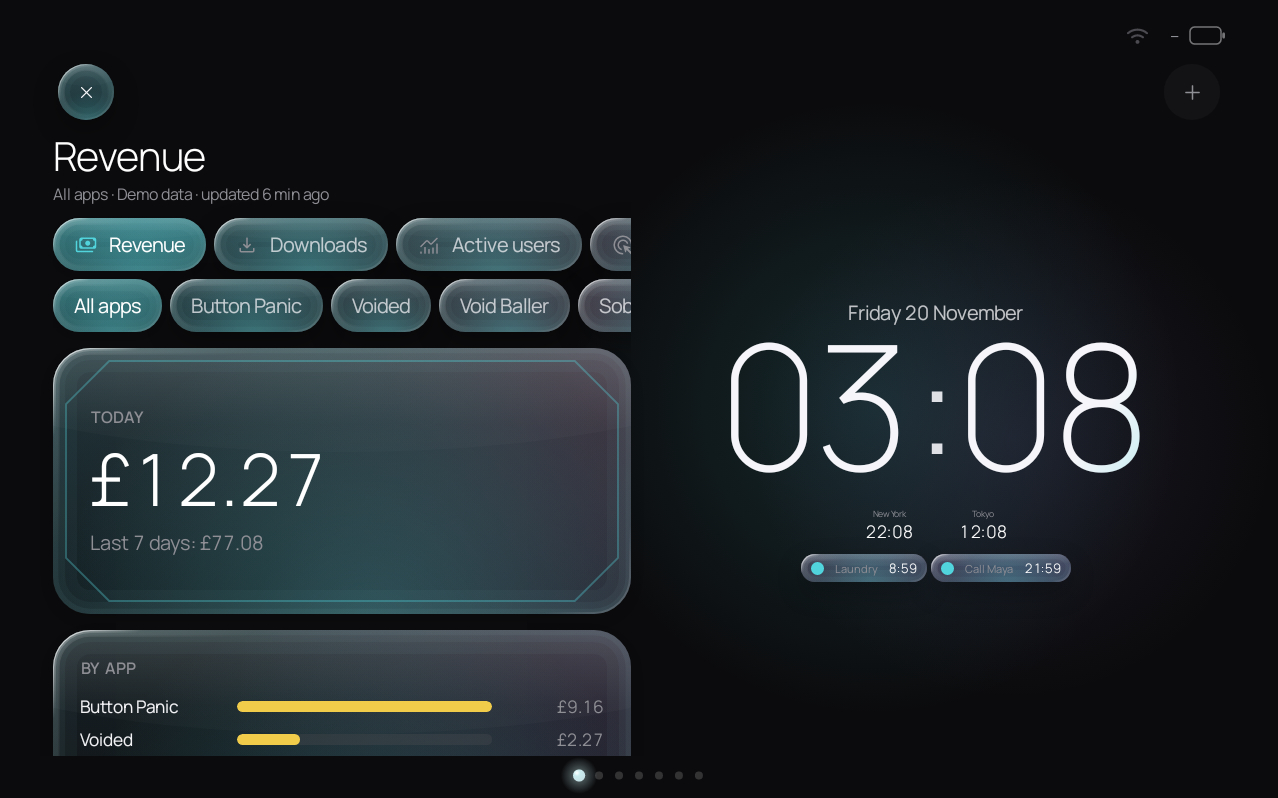 –
Revenue
All apps · Demo data · updated 6 min ago
Revenue
Downloads
Active users
All apps
Button Panic
Voided
Void Baller
Sob
TODAY
£12.27
Last 7 days: £77.08
BY APP
Button Panic £9.16
Voided £2.27
Friday 20 November
03:08
New York
22:08
Tokyo
12:08
Laundry 8:59
Call Maya 21:59